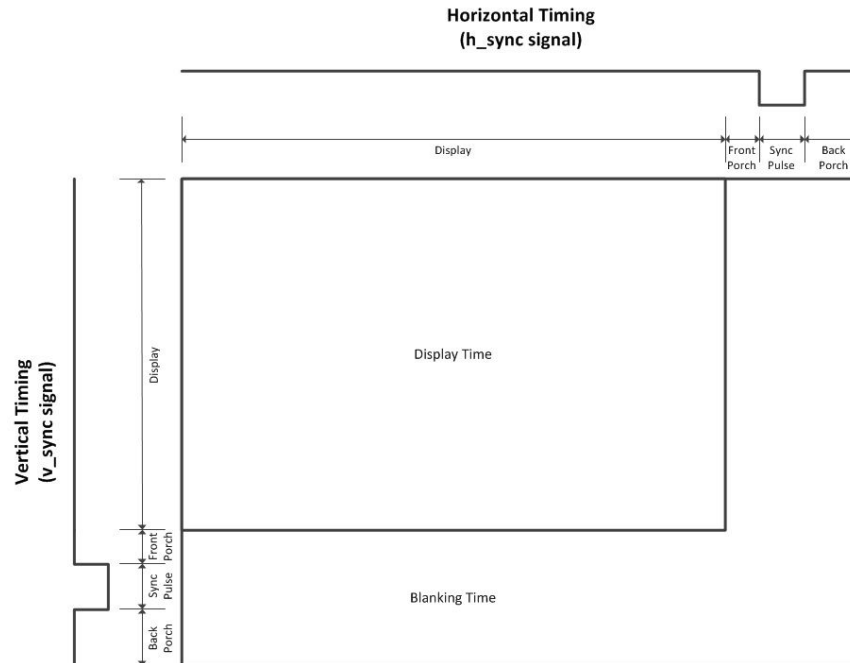 Horizontal Timing
(h_sync signal)
Display
Front
Porch
Sync
Pulse
Back
Porch
Vertical Timing
(v_sync signal)
Display
Display Time
Front
Porch
Sync
Pulse
Back
Porch
Blanking Time